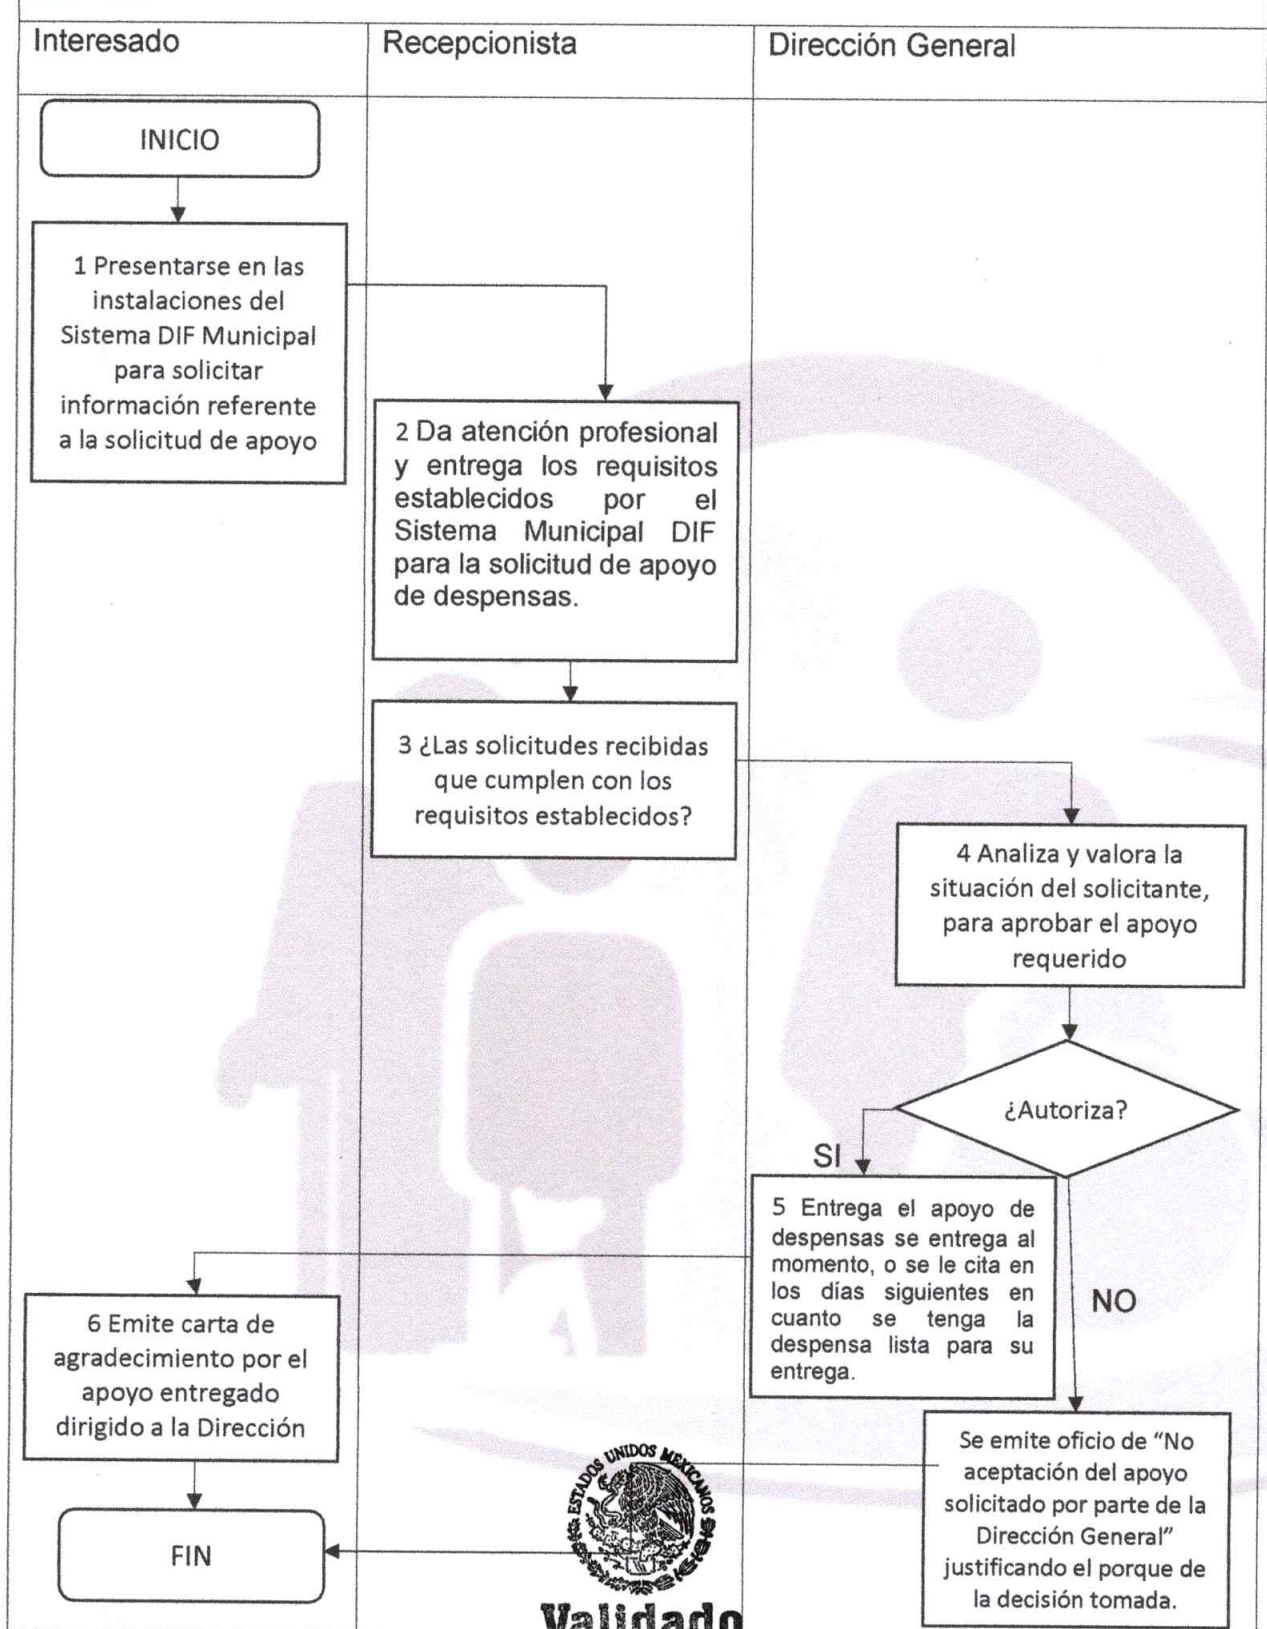 Interesado
Recepcionista
Dirección General
INICIO
1 Presentarse en las
instalaciones del
Sistema DIF Municipal
para solicitar
información referente
a la solicitud de apoyo
2 Da atención profesional
y entrega los requisitos
establecidos por el
Sistema Municipal DIF
para la solicitud de apoyo
de despensas.
3 ¿Las solicitudes recibidas
que cumplen con los
requisitos establecidos?
4 Analiza y valora la
situación del solicitante,
para aprobar el apoyo
requerido
¿Autoriza?
SI
5 Entrega el apoyo de
despensas se entrega al
momento, o se le cita en
los días siguientes en
cuanto se tenga la
despensa lista para su
entrega.
NO
6 Emite carta de
agradecimiento por el
apoyo entregado
dirigido a la Dirección
Se emite oficio de “No
aceptación del apoyo
solicitado por parte de la
Dirección General”
justificando el porque de
la decisión tomada.
FIN
ESTADOS UNIDOS MEXICANOS
Validado